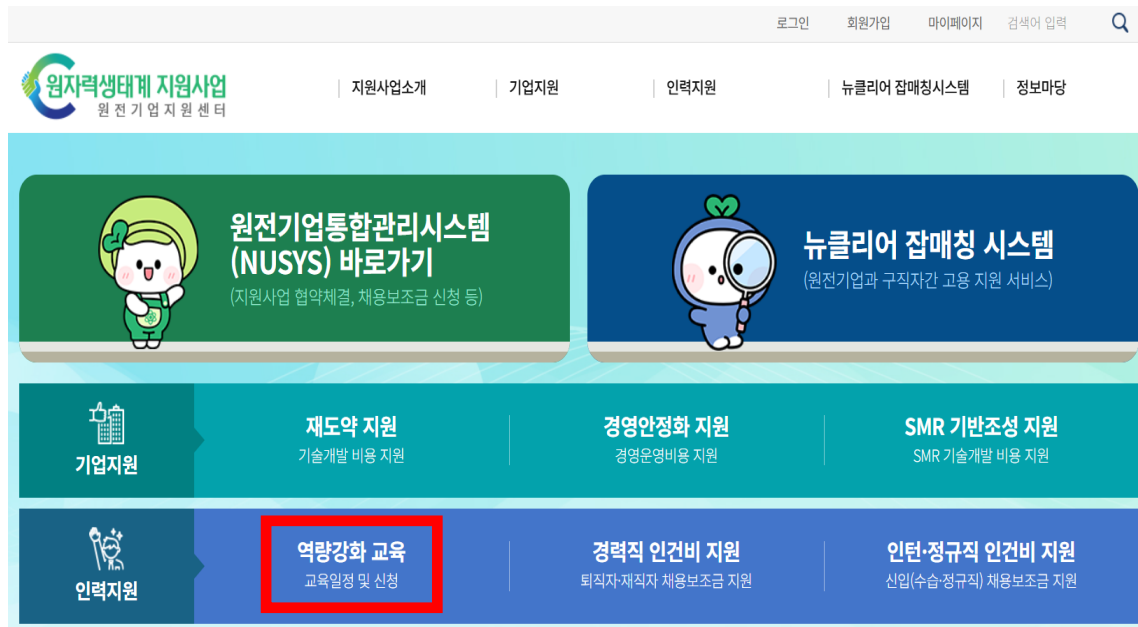 로그인 회원가입 마이페이지 검색어 입력
원자력생태계 지원사업
원전기업지원센터
지원사업소개 기업지원 인력지원 뉴클리어 잡매칭시스템 정보마당
원전기업통합관리시스템
(NUSYS) 바로가기
(지원사업 협약체결, 채용보조금 신청 등)
뉴클리어 잡매칭 시스템
(원전기업과 구직자간 고용 지원 서비스)
기업지원
재도약 지원
기술개발 비용 지원
경영안정화 지원
경영운영비용 지원
SMR 기반조성 지원
SMR 기술개발 비용 지원
인력지원
역량강화 교육
교육일정 및 신청
경력직 인건비 지원
퇴직자·재직자 채용보조금 지원
인턴·정규직 인건비 지원
신입(수습·정규직) 채용보조금 지원